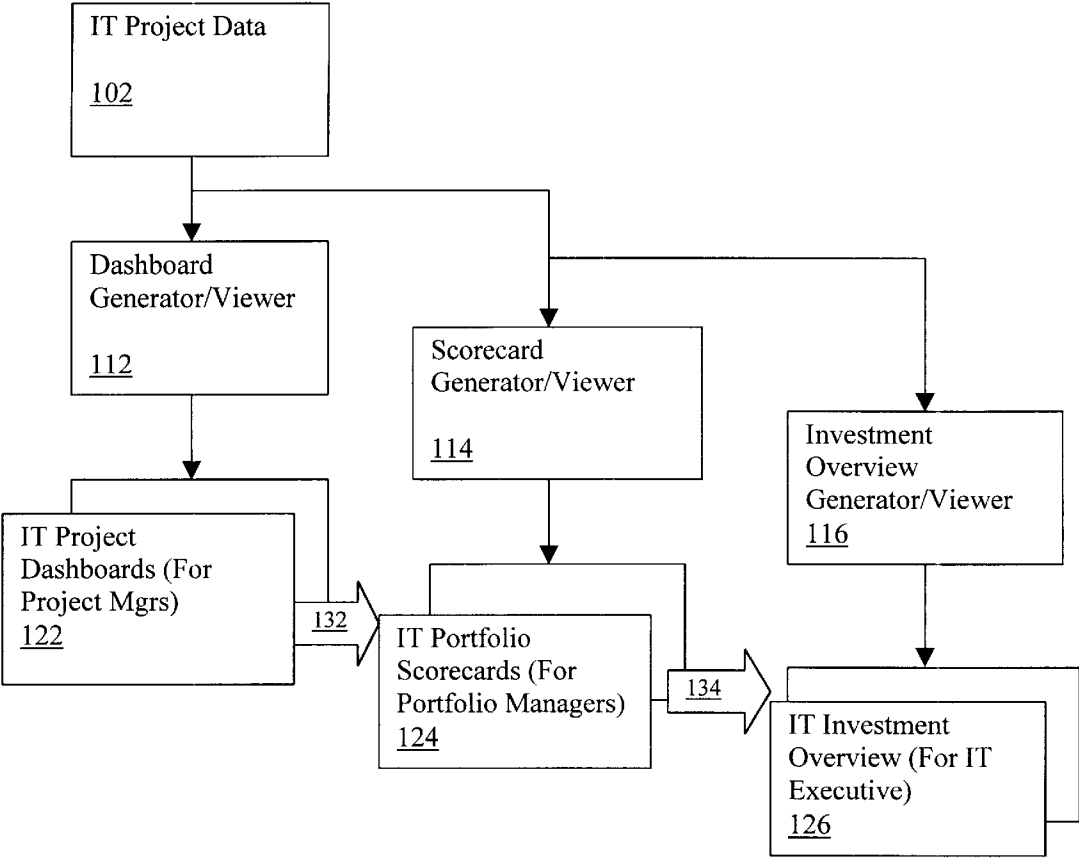 IT Project Data
102
Dashboard
Generator/Viewer
112
Scorecard
Generator/Viewer
114
Investment
Overview
Generator/Viewer
116
IT Project
Dashboards (For
Project Mgrs)
122
132
IT Portfolio
Scorecards (For
Portfolio Managers)
124
134
IT Investment
Overview (For IT
Executive)
126